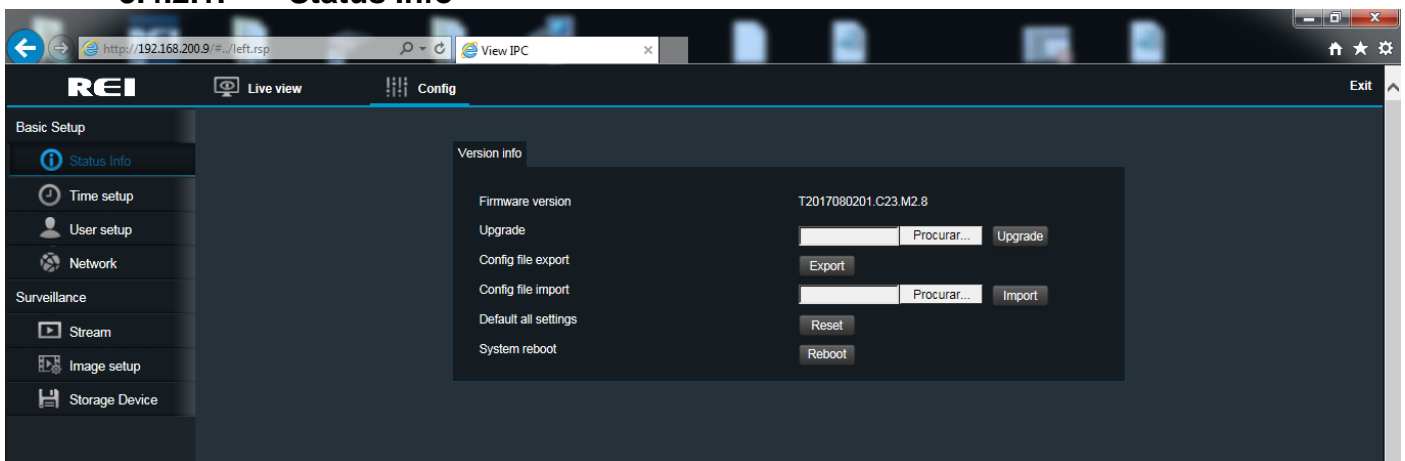 Status Info
http://192.168.200.9/#../left.rsp View IPC
REI Live view Config Exit
Basic Setup
Status Info
Time setup
User setup
Network
Surveillance
Stream
Image setup
Storage Device
Version info
Firmware version T2017080201.C23.M2.8
Upgrade Procurar... Upgrade
Config file export Export
Config file import Procurar... Import
Default all settings Reset
System reboot Reboot